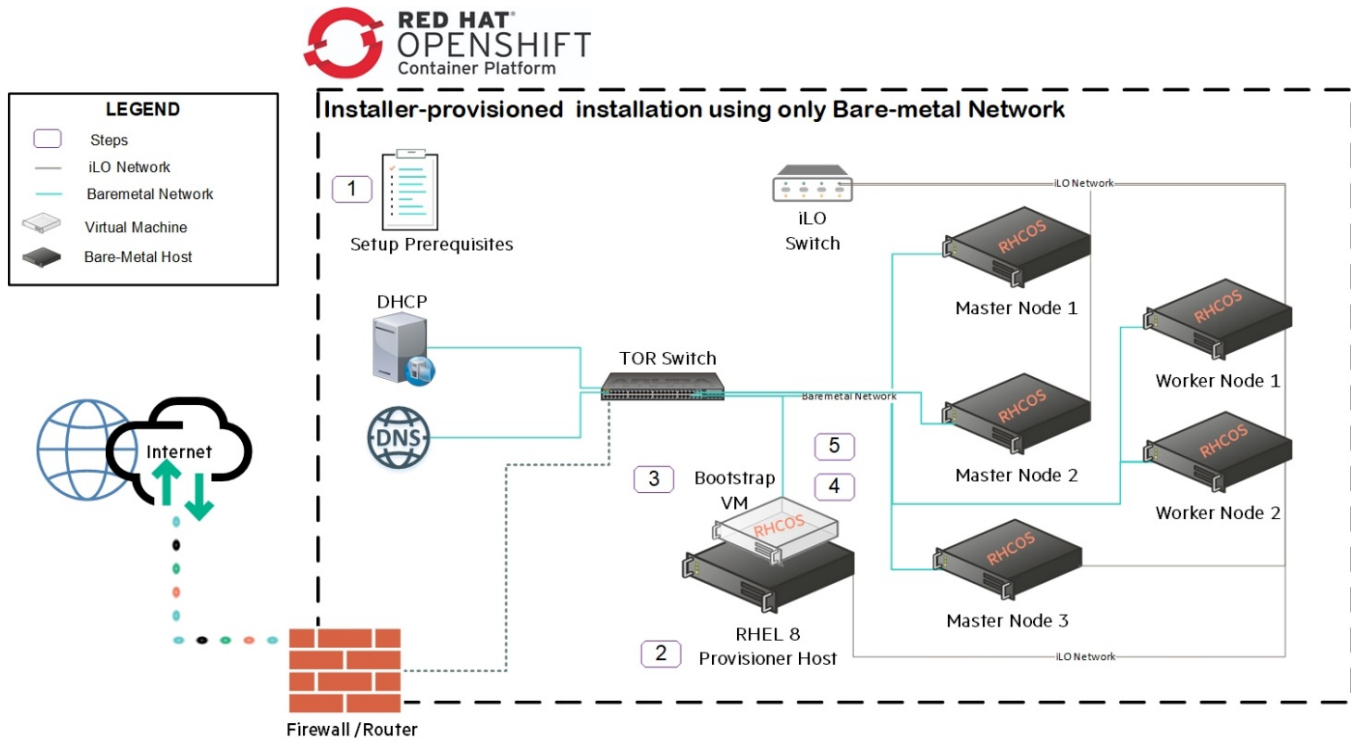 RED HAT®
OPENSHIFT
Container Platform
LEGEND
Steps
iLO Network
Baremetal Network
Virtual Machine
Bare-Metal Host
Installer-provisioned installation using only Bare-metal Network
1
Setup Prerequisites
iLO
Switch
iLO Network
RHCOS
Master Node 1
DHCP
TOR Switch
aruba
RHCOS
Worker Node 1
DNS
Baremetal Network
RHCOS
Master Node 2
RHCOS
Worker Node 2
Internet
3
Bootstrap
VM
5
4
RHCOS
RHCOS
Master Node 3
2
RHEL 8
Provisioner Host
iLO Network
Firewall /Router